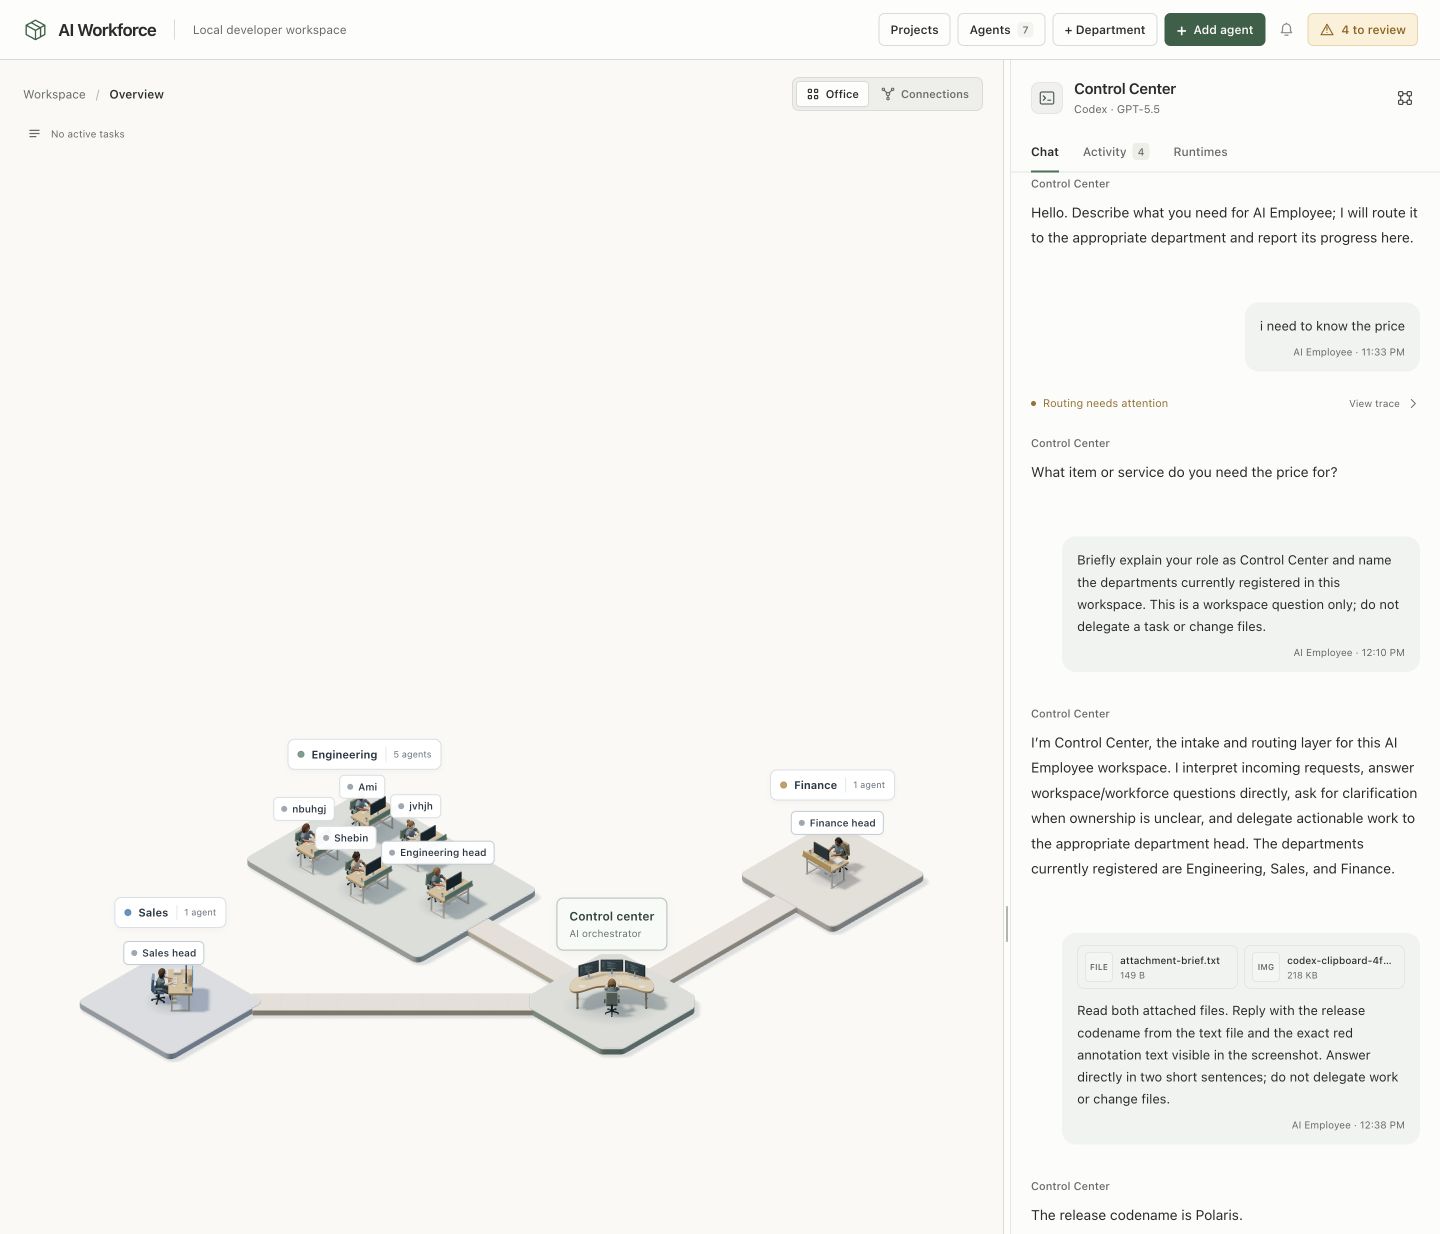 AI Workforce
Local developer workspace
Projects
Agents 7
+ Department
+ Add agent
4 to review
Workspace / Overview
Office
Connections
No active tasks
Engineering 5 agents
Ami
nbuhgj
jvhjh
Shebin
Engineering head
Finance 1 agent
Finance head
Sales 1 agent
Sales head
Control center
AI orchestrator
Control Center
Codex · GPT-5.5
Chat
Activity 4
Runtimes
Control Center
Hello. Describe what you need for AI Employee; I will route it
to the appropriate department and report its progress here.
i need to know the price
AI Employee · 11:33 PM
Routing needs attention
View trace
Control Center
What item or service do you need the price for?
Briefly explain your role as Control Center and name
the departments currently registered in this
workspace. This is a workspace question only; do not
delegate a task or change files.
AI Employee · 12:10 PM
Control Center
I'm Control Center, the intake and routing layer for this AI
Employee workspace. I interpret incoming requests, answer
workspace/workforce questions directly, ask for clarification
when ownership is unclear, and delegate actionable work to
the appropriate department head. The departments
currently registered are Engineering, Sales, and Finance.
FILE
attachment-brief.txt
149 B
IMG
codex-clipboard-4f...
218 KB
Read both attached files. Reply with the release
codename from the text file and the exact red
annotation text visible in the screenshot. Answer
directly in two short sentences; do not delegate work
or change files.
AI Employee · 12:38 PM
Control Center
The release codename is Polaris.